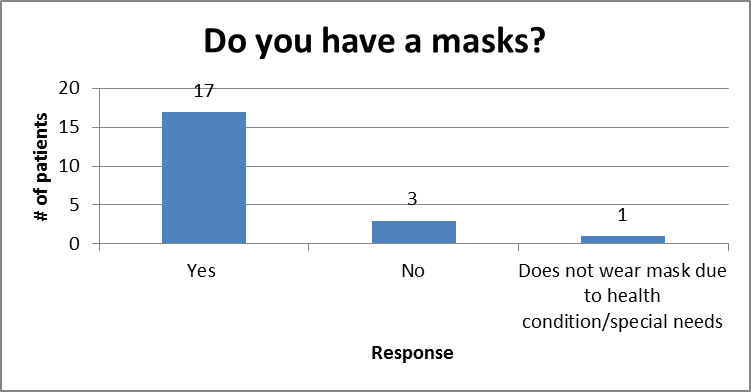 Do you have a masks?
# of patients
20
15
10
5
0
17
3
1
Yes
No
Does not wear mask due
to health
condition/special needs
Response